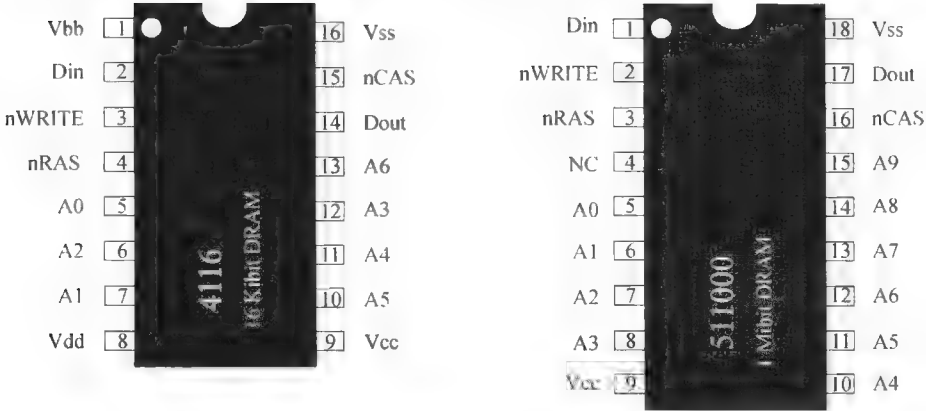 Vbb 1 16 Vss
Din 2 15 nCAS
nWRITE 3 14 Dout
nRAS 4 13 A6
A0 5 12 A3
A2 6 11 A4
A1 7 10 A5
Vdd 8 9 Vcc
4116
16 Kibit DRAM
Din 1 18 Vss
nWRITE 2 17 Dout
nRAS 3 16 nCAS
NC 4 15 A9
A0 5 14 A8
A1 6 13 A7
A2 7 12 A6
A3 8 11 A5
Vcc 9 10 A4
511000
1 Mibit DRAM